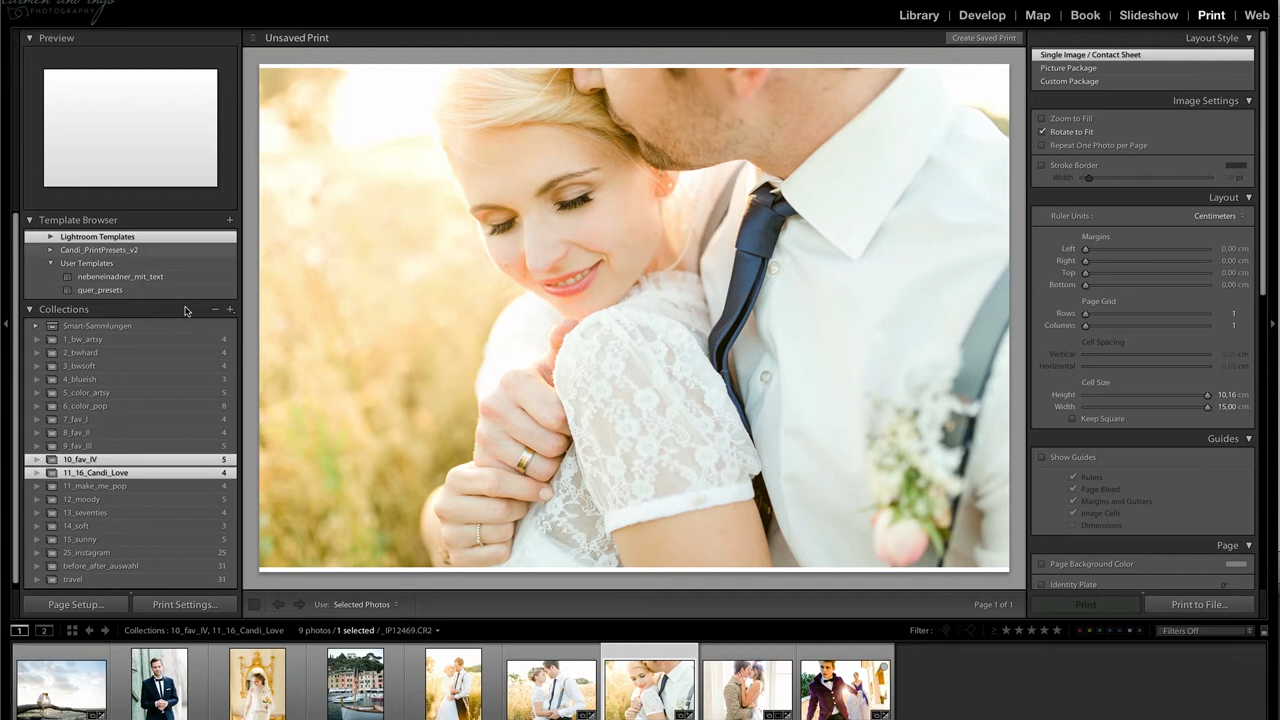 PHOTOGRAPHY
Library | Develop | Map | Book | Slideshow | Print | Web
Preview
Unsaved Print
Create Saved Print
Layout Style
Single Image / Contact Sheet
Picture Package
Custom Package
Image Settings
Zoom to Fill
Rotate to Fit
Repeat One Photo per Page
Stroke Border
Width
Template Browser
Lightroom Templates
Candi_PrintPresets_v2
User Templates
nebeneinadner_mit_text
quer_presets
Layout
Ruler Units :
Centimeters
Margins
Left 0,00 cm
Right 0,00 cm
Top 0,00 cm
Bottom 0,00 cm
Page Grid
Rows 1
Columns 1
Cell Spacing
Vertical cm
Horizontal cm
Cell Size
Height 10,16 cm
Width 15,00 cm
Keep Square
Collections
Smart-Sammlungen
1_bw_artsy 4
2_bwhard 4
3_bwsoft 4
4_blueish 3
5_color_artsy 5
6_color_pop 8
7_fav_I 4
8_fav_II 4
9_fav_III 5
10_fav_IV 5
11_16_Candi_Love 4
11_make_me_pop 4
12_moody 5
13_seventies 4
14_soft 3
15_sunny 5
25_instagram 25
before_after_auswahl 31
travel 31
Guides
Show Guides
Rulers
Page Bleed
Margins and Gutters
Image Cells
Dimensions
Page
Page Background Color
Identity Plate
Page Setup...
Print Settings...
Use: Selected Photos
Page 1 of 1
Print
Print to File...
1 2
Collections : 10_fav_IV, 11_16_Candi_Love
9 photos / 1 selected / _IP12469.CR2
Filter :
Filters Off